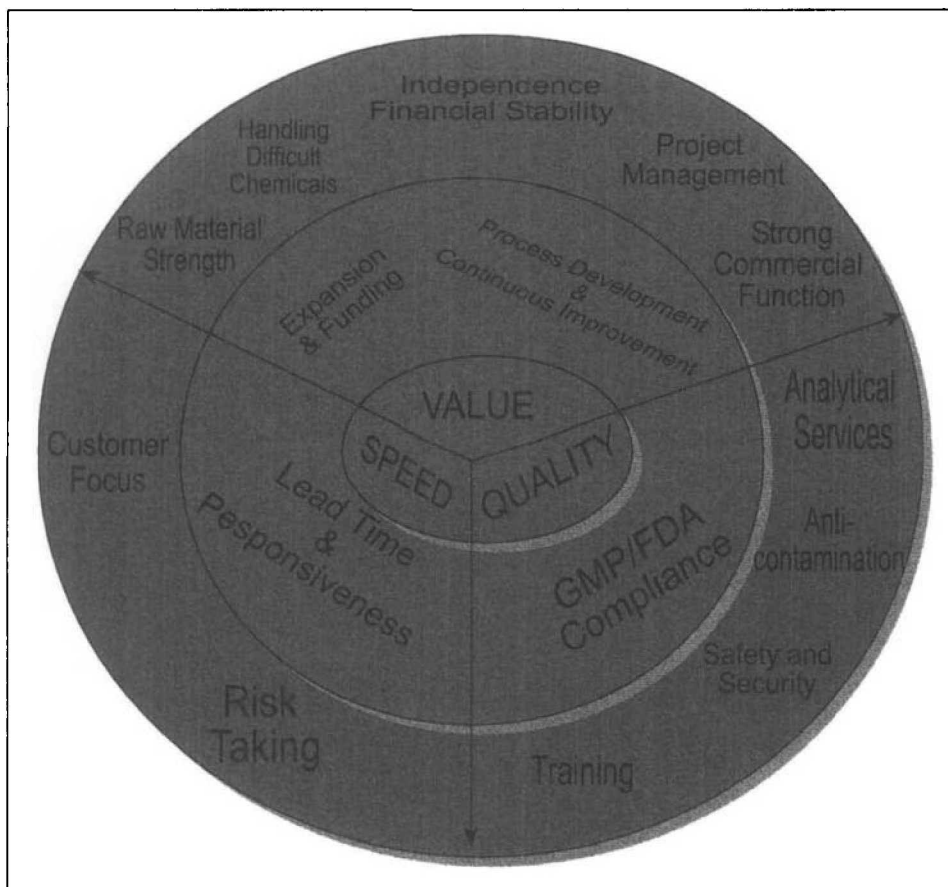 Independence
Financial Stability
Handling
Difficult
Chemicals
Project
Management
Raw Material
Strength
Strong
Commercial
Function
Expansion
& Funding
Process Development
&
Continuous Improvement
VALUE
SPEED
QUALITY
Customer
Focus
Lead Time
&
Responsiveness
GMP/FDA
Compliance
Analytical
Services
Anti-
contamination
Safety and
Security
Risk
Taking
Training